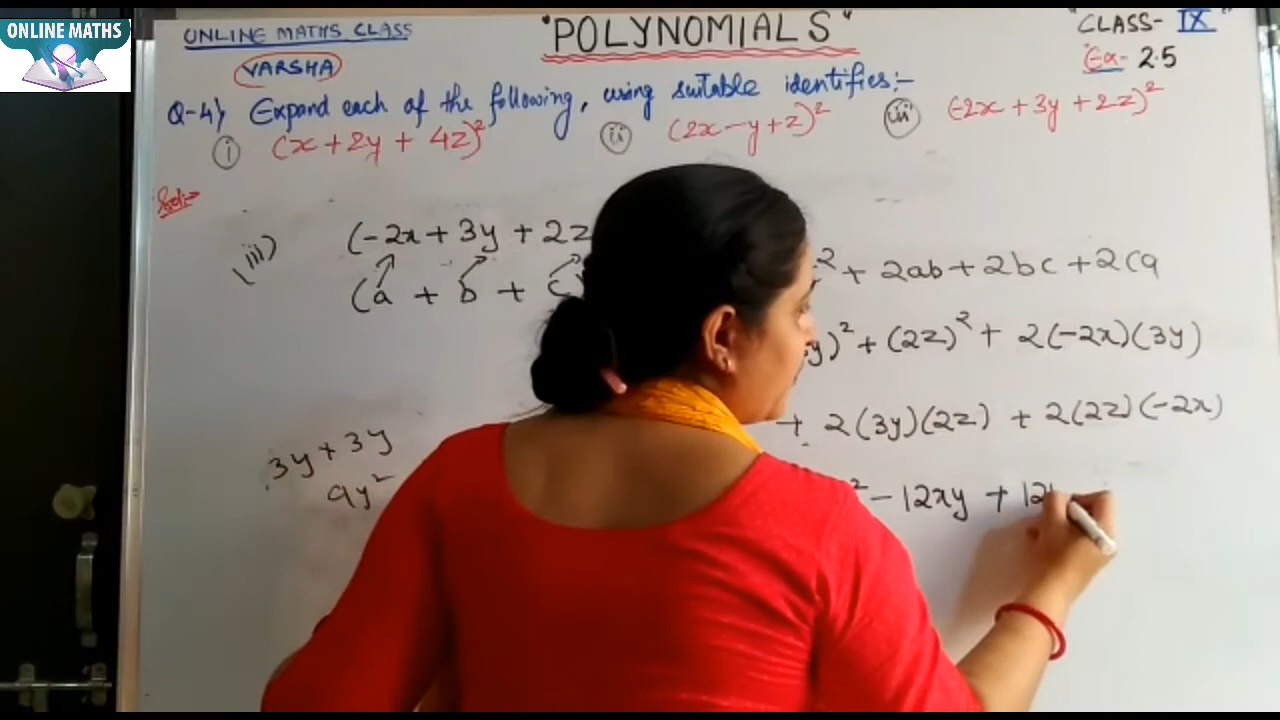 ONLINE MATHS
ONLINE MATHS CLASS
"POLYNOMIALS"
"CLASS- IX"
VARSHA
Ex- 2.5
Q-4) Expand each of the following, using suitable identifies:-
(i) (x + 2y + 4z)² (ii) (2x - y + z)² (iii) (-2x + 3y + 2z)²
Sol:-
(iii) (-2x + 3y + 2z
(a + b + c) ² + 2ab + 2bc + 2ca
y)² + (2z)² + 2(-2x)(3y)
+ 2(3y)(2z) + 2(2z)(-2x)
3y + 3y
9y²
² - 12xy + 12